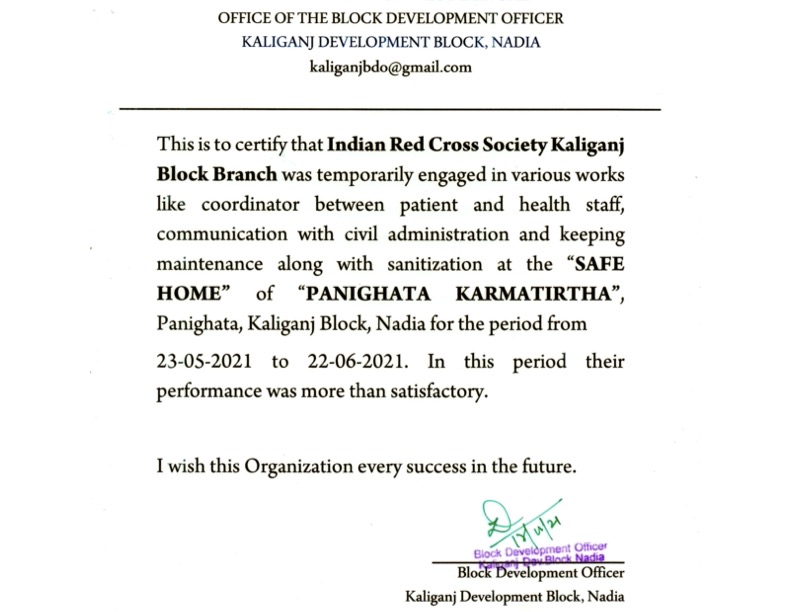 OFFICE OF THE BLOCK DEVELOPMENT OFFICER
KALIGANJ DEVELOPMENT BLOCK, NADIA
kaliganjbdo@gmail.com
This is to certify that Indian Red Cross Society Kaliganj
Block Branch was temporarily engaged in various works
like coordinator between patient and health staff,
communication with civil administration and keeping
maintenance along with sanitization at the “SAFE
HOME” of “PANIGHATA KARMATIRTHA”,
Panighata, Kaliganj Block, Nadia for the period from
23-05-2021 to 22-06-2021. In this period their
performance was more than satisfactory.
I wish this Organization every success in the future.
Block Development Officer
Kaliganj Dev.Block Nadia
Block Development Officer
Kaliganj Development Block, Nadia